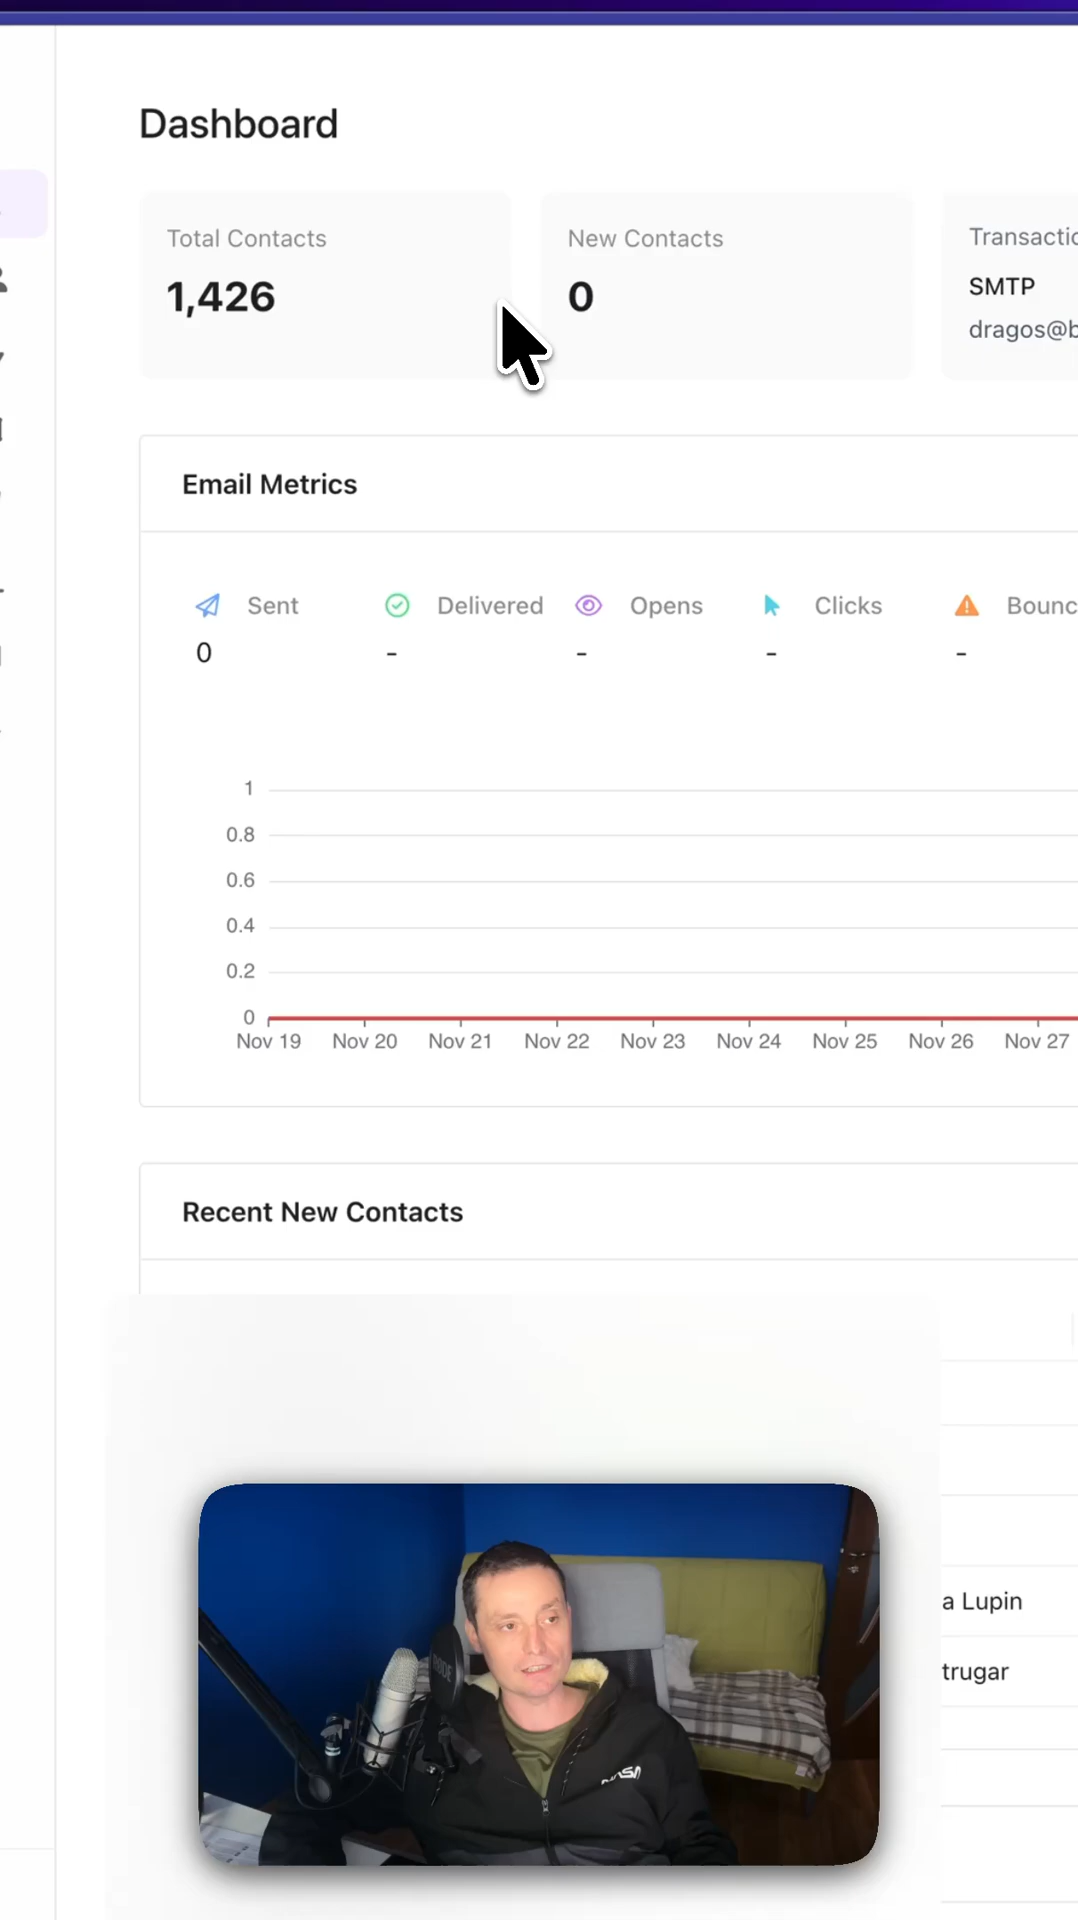 Dashboard
Total Contacts
1,426
New Contacts
0
Transactio
SMTP
dragos@b
Email Metrics
Sent
0
Delivered
-
Opens
-
Clicks
-
Bounc
-
1
0.8
0.6
0.4
0.2
0
Nov 19 Nov 20 Nov 21 Nov 22 Nov 23 Nov 24 Nov 25 Nov 26 Nov 27
Recent New Contacts
a Lupin
trugar
RODE
NASA